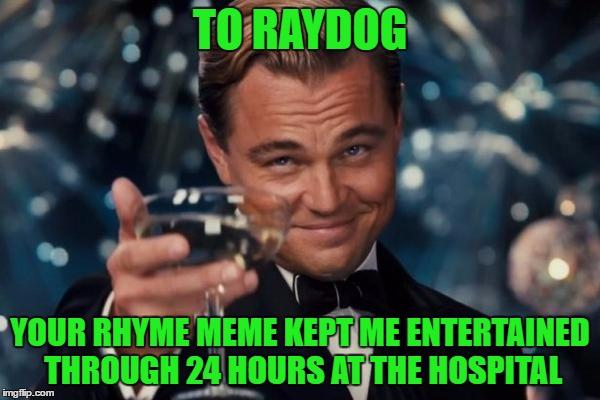 TO RAYDOG
YOUR RHYME MEME KEPT ME ENTERTAINED
THROUGH 24 HOURS AT THE HOSPITAL
imgflip.com